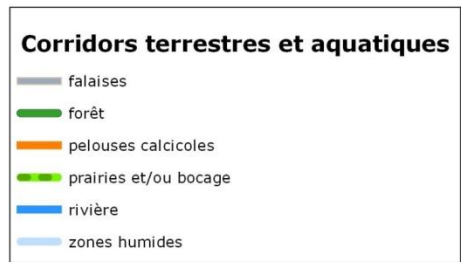 Corridors terrestres et aquatiques
falaises
forêt
pelouses calcicoles
prairies et/ou bocage
rivière
zones humides